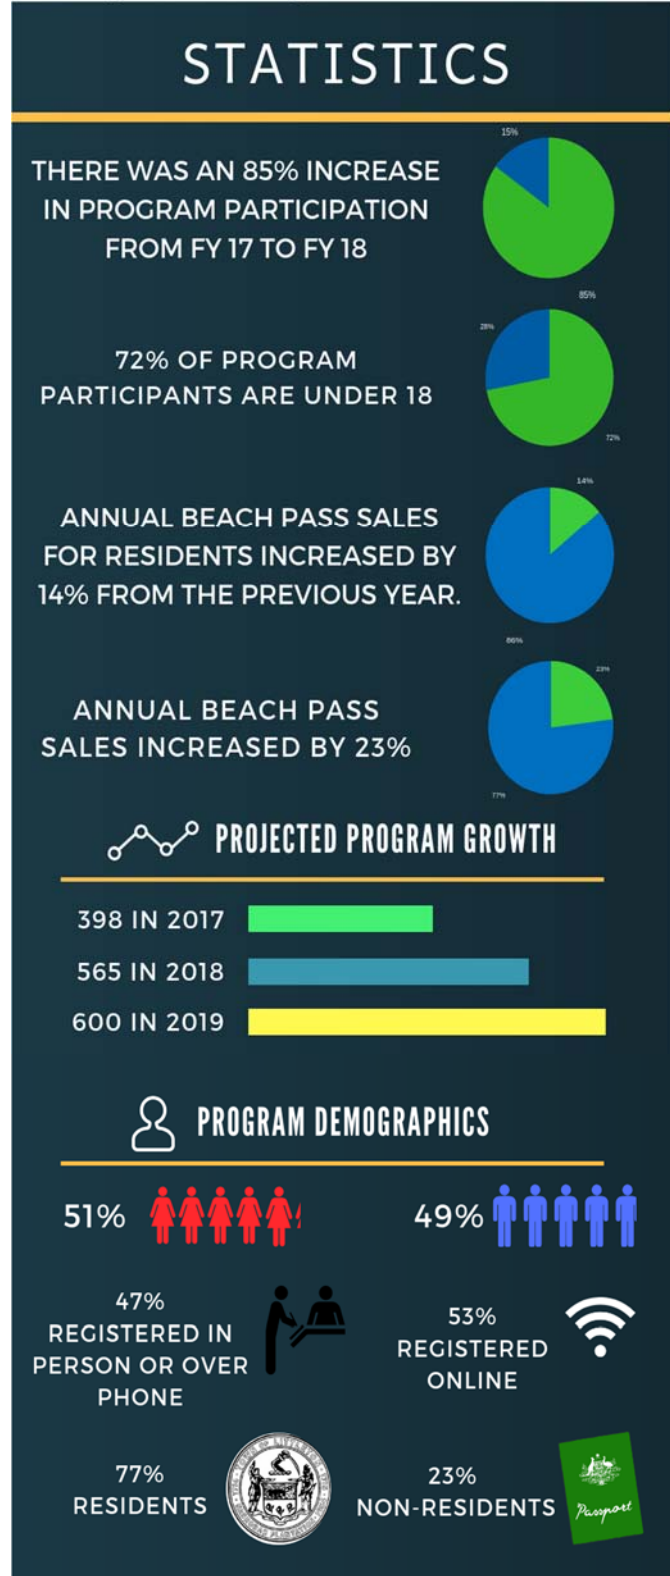 STATISTICS
15%
THERE WAS AN 85% INCREASE
IN PROGRAM PARTICIPATION
FROM FY 17 TO FY 18
85%
28%
72% OF PROGRAM
PARTICIPANTS ARE UNDER 18
72%
14%
ANNUAL BEACH PASS SALES
FOR RESIDENTS INCREASED BY
14% FROM THE PREVIOUS YEAR.
86%
23%
ANNUAL BEACH PASS
SALES INCREASED BY 23%
77%
PROJECTED PROGRAM GROWTH
398 IN 2017
565 IN 2018
600 IN 2019
PROGRAM DEMOGRAPHICS
51%
49%
47%
REGISTERED IN
PERSON OR OVER
PHONE
53%
REGISTERED
ONLINE
77%
RESIDENTS
23%
NON-RESIDENTS
Passport